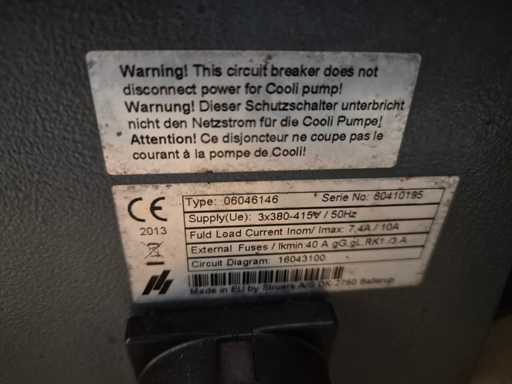 Warning! This circuit breaker does not
disconnect power for Cooli pump!
Warnung! Dieser Schutzschalter unterbricht
nicht den Netzstrom für die Cooli Pumpe!
Attention! Ce disjoncteur ne coupe pas le
courant à la pompe de Cooli!
CE
2013
Type: 06046146 * Serie No: 60410195
Supply(Ue): 3x380-415V / 50Hz
Fuld Load Current Inom/ Imax: 7,4A / 10A
External Fuses / Ikmin: 40 A gG.gL.RK1 /3 A
Circuit Diagram: 16043100
Made in EU by Struers A/S DK-2750 Ballerup